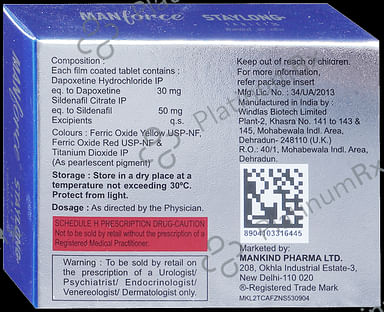 MANforce STAYLONG
TABLETS
Composition :
Each film coated tablet contains :
Dapoxetine Hydrochloride IP
eq. to Dapoxetine 30 mg
Sildenafil Citrate IP
eq. to Sildenafil 50 mg
Excipients q.s.
Colours : Ferric Oxide Yellow USP-NF,
Ferric Oxide Red USP-NF &
Titanium Dioxide IP
(As pearlescent pigment)
Storage : Store in a dry place at a
temperature not exceeding 30°C.
Protect from light.
Dosage : As directed by the Physician.
SCHEDULE H PRESCRIPTION DRUG-CAUTION
Not to be sold by retail without the prescription of a
Registered Medical Practitioner.
Warning : To be sold by retail on
the prescription of a Urologist/
Psychiatrist/ Endocrinologist/
Venereologist/ Dermatologist only.
Keep out of reach of children.
For more information,
refer package insert
Mfg. Lic. No. : 34/UA/2013
Manufactured in India by :
Windlas Biotech Limited
Plant-2, Khasra No. 141 to 143 &
145, Mohabewala Indl. Area,
Dehradun- 248110 (U.K.)
R.O.: 40/1, Mohabewala Indl. Area,
Dehradun.
8904103316445
Marketed by:
MANKIND PHARMA LTD.
208, Okhla Industrial Estate-3,
New Delhi-110 020
®-Registered Trade Mark
MKL2TCAFZNS530904
MANforce
STAYLONG